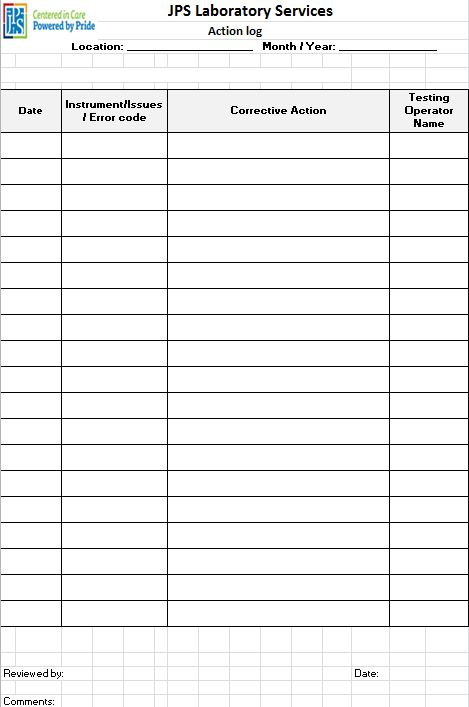 JPS Centered in Care
Powered by Pride
JPS Laboratory Services
Action log
Location: ____________________ Month / Year: ____________________
Date
Instrument/Issues
/ Error code
Corrective Action
Testing
Operator
Name
Reviewed by:
Date:
Comments: